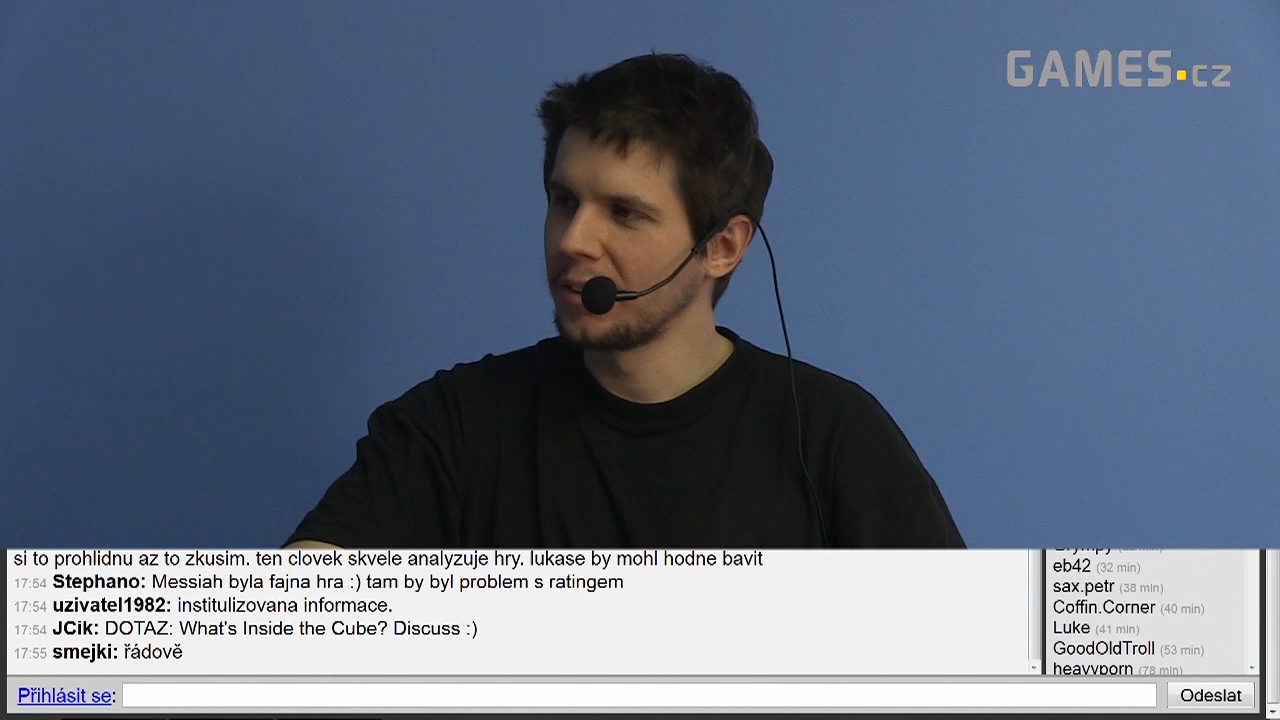 GAMES.cz
si to prohlidnu az to zkusim. ten clovek skvele analyzuje hry. lukase by mohl hodne bavit
17:54 Stephano: Messiah byla fajna hra :) tam by byl problem s ratingem
17:54 uzivatel1982: institulizovana informace.
17:54 JCik: DOTAZ: What's Inside the Cube? Discuss :)
17:55 smejki: řádově
eb42 (32 min)
sax.petr (38 min)
Coffin.Corner (40 min)
Luke (41 min)
GoodOldTroll (53 min)
heavyporn (78 min)
Přihlásit se:
Odeslat